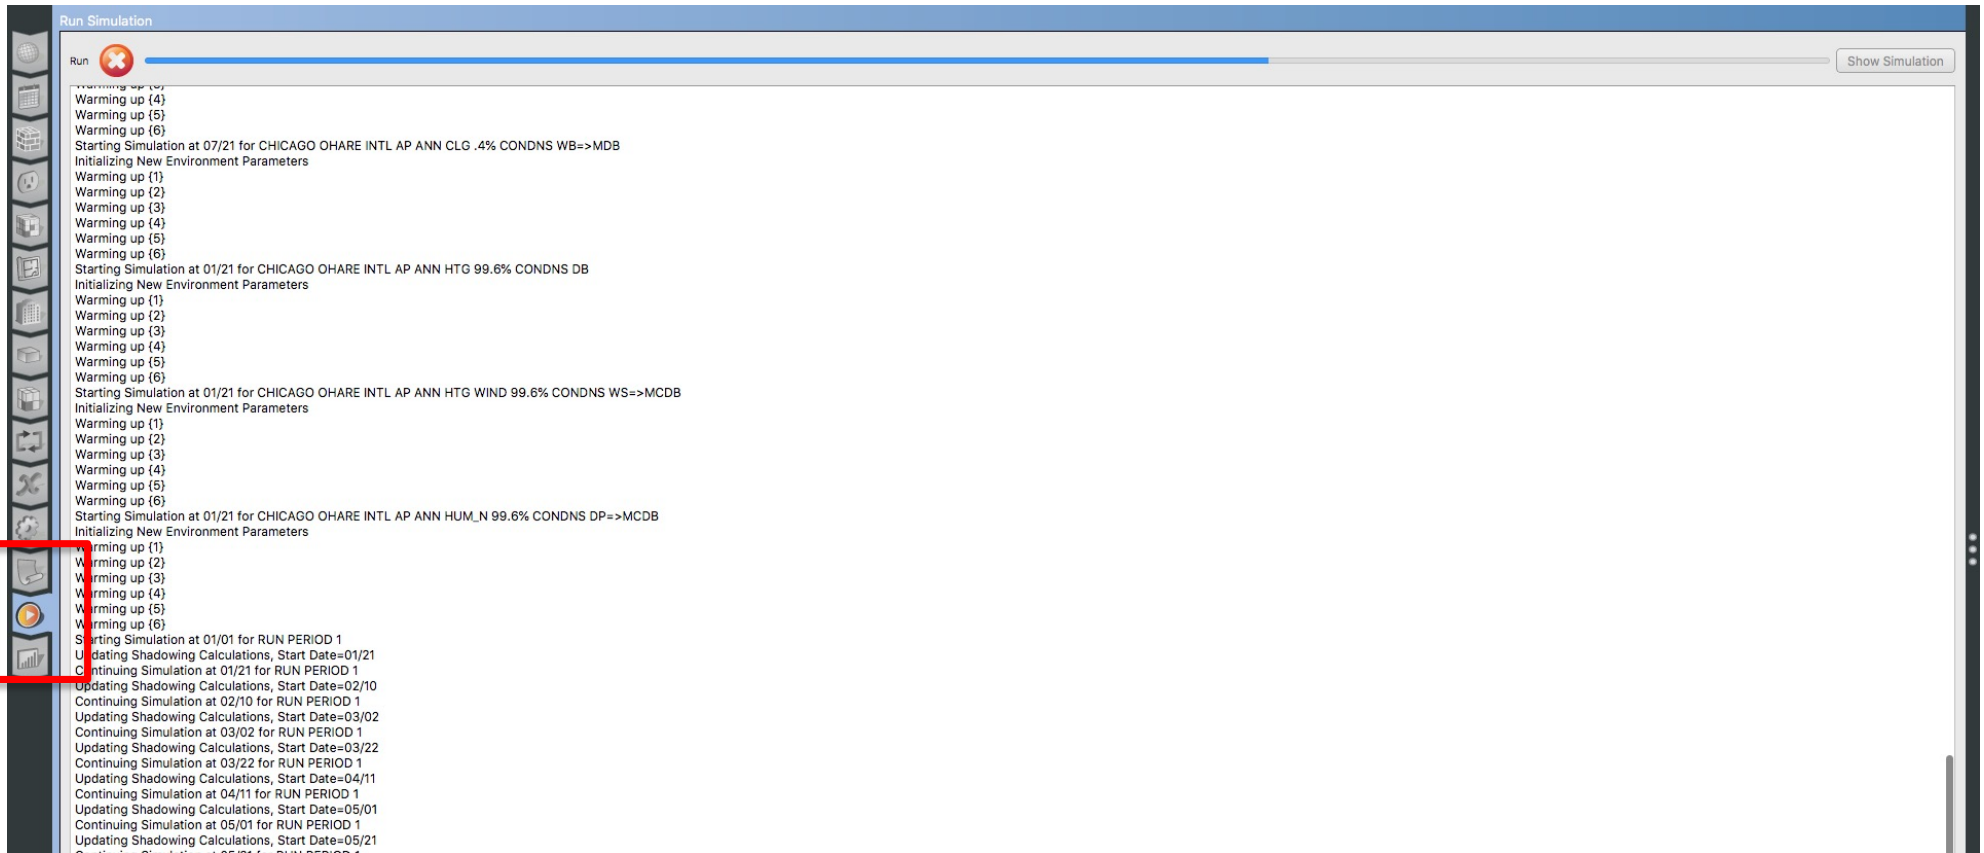 Run Simulation
Run
Show Simulation
Warming up {4}
Warming up {5}
Warming up {6}
Starting Simulation at 07/21 for CHICAGO OHARE INTL AP ANN CLG .4% CONDNS WB=>MDB
Initializing New Environment Parameters
Warming up {1}
Warming up {2}
Warming up {3}
Warming up {4}
Warming up {5}
Warming up {6}
Starting Simulation at 01/21 for CHICAGO OHARE INTL AP ANN HTG 99.6% CONDNS DB
Initializing New Environment Parameters
Warming up {1}
Warming up {2}
Warming up {3}
Warming up {4}
Warming up {5}
Warming up {6}
Starting Simulation at 01/21 for CHICAGO OHARE INTL AP ANN HTG WIND 99.6% CONDNS WS=>MCDB
Initializing New Environment Parameters
Warming up {1}
Warming up {2}
Warming up {3}
Warming up {4}
Warming up {5}
Warming up {6}
Starting Simulation at 01/21 for CHICAGO OHARE INTL AP ANN HUM_N 99.6% CONDNS DP=>MCDB
Initializing New Environment Parameters
Warming up {1}
Warming up {2}
Warming up {3}
Warming up {4}
Warming up {5}
Warming up {6}
Starting Simulation at 01/01 for RUN PERIOD 1
Updating Shadowing Calculations, Start Date=01/21
Continuing Simulation at 01/21 for RUN PERIOD 1
Updating Shadowing Calculations, Start Date=02/10
Continuing Simulation at 02/10 for RUN PERIOD 1
Updating Shadowing Calculations, Start Date=03/02
Continuing Simulation at 03/02 for RUN PERIOD 1
Updating Shadowing Calculations, Start Date=03/22
Continuing Simulation at 03/22 for RUN PERIOD 1
Updating Shadowing Calculations, Start Date=04/11
Continuing Simulation at 04/11 for RUN PERIOD 1
Updating Shadowing Calculations, Start Date=05/01
Continuing Simulation at 05/01 for RUN PERIOD 1
Updating Shadowing Calculations, Start Date=05/21